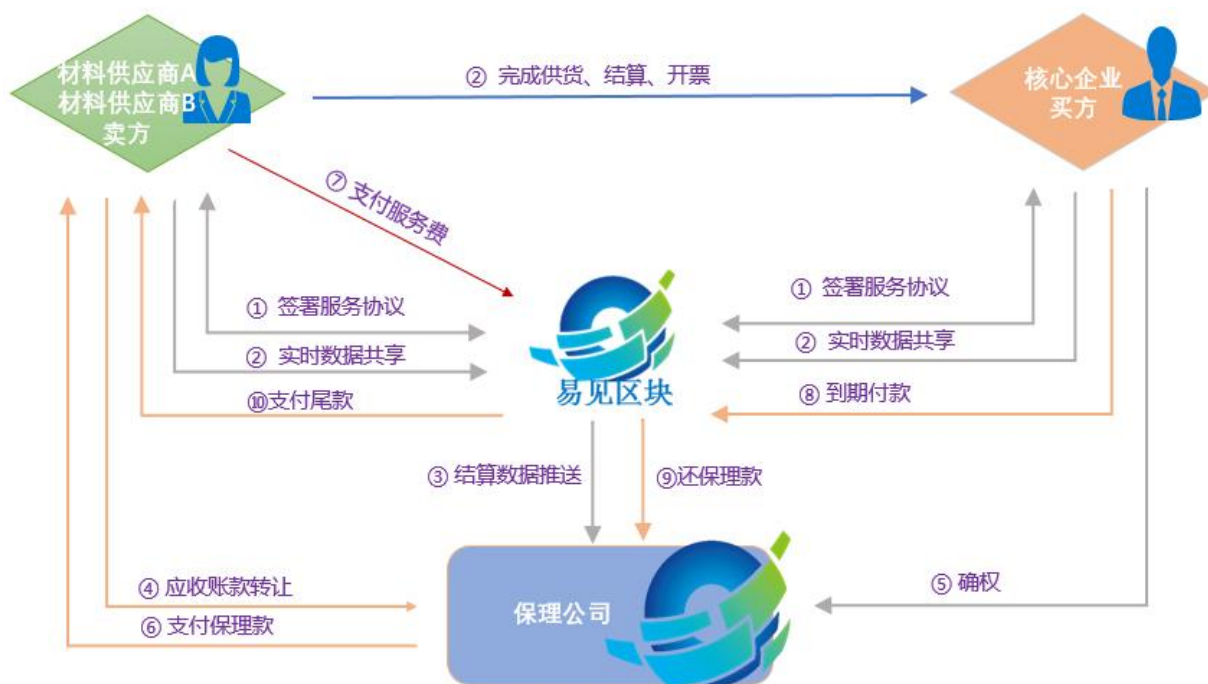 材料供应商A
材料供应商B
卖方
② 完成供货、结算、开票
核心企业
买方
⑦ 支付服务费
① 签署服务协议
② 实时数据共享
⑩支付尾款
易见区块
① 签署服务协议
② 实时数据共享
⑧ 到期付款
③ 结算数据推送
⑨还保理款
④ 应收账款转让
⑥ 支付保理款
保理公司
⑤ 确权